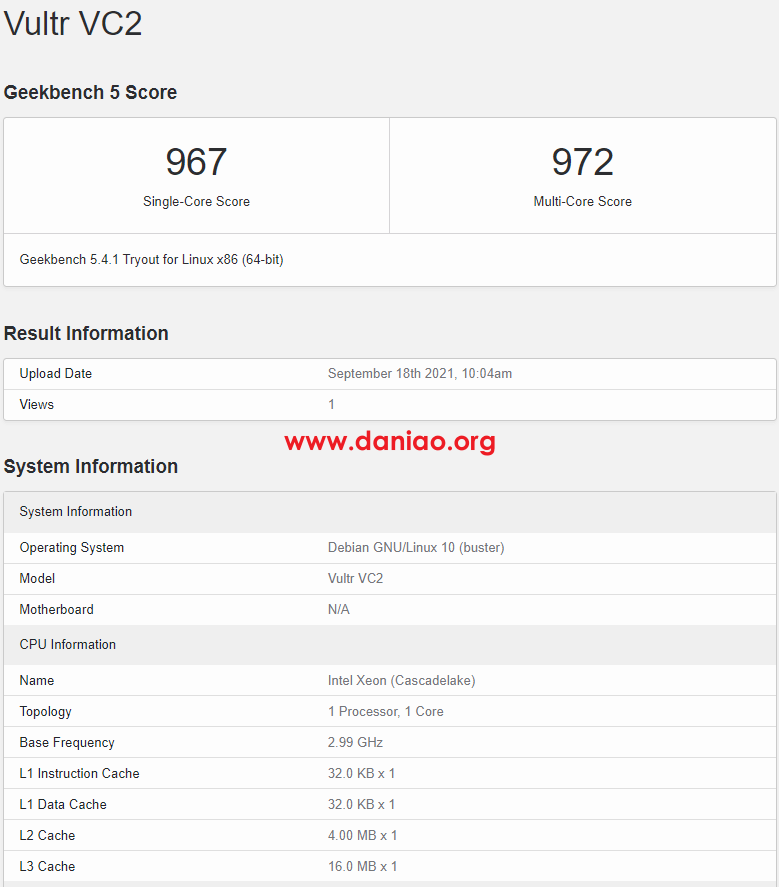 Vultr VC2
Geekbench 5 Score
967 972
Single-Core Score Multi-Core Score
Geekbench 5.4.1 Tryout for Linux x86 (64-bit)
Result Information
Upload Date September 18th 2021, 10:04am
Views 1
www.daniao.org
System Information
System Information
Operating System Debian GNU/Linux 10 (buster)
Model Vultr VC2
Motherboard N/A
CPU Information
Name Intel Xeon (Cascadelake)
Topology 1 Processor, 1 Core
Base Frequency 2.99 GHz
L1 Instruction Cache 32.0 KB x 1
L1 Data Cache 32.0 KB x 1
L2 Cache 4.00 MB x 1
L3 Cache 16.0 MB x 1